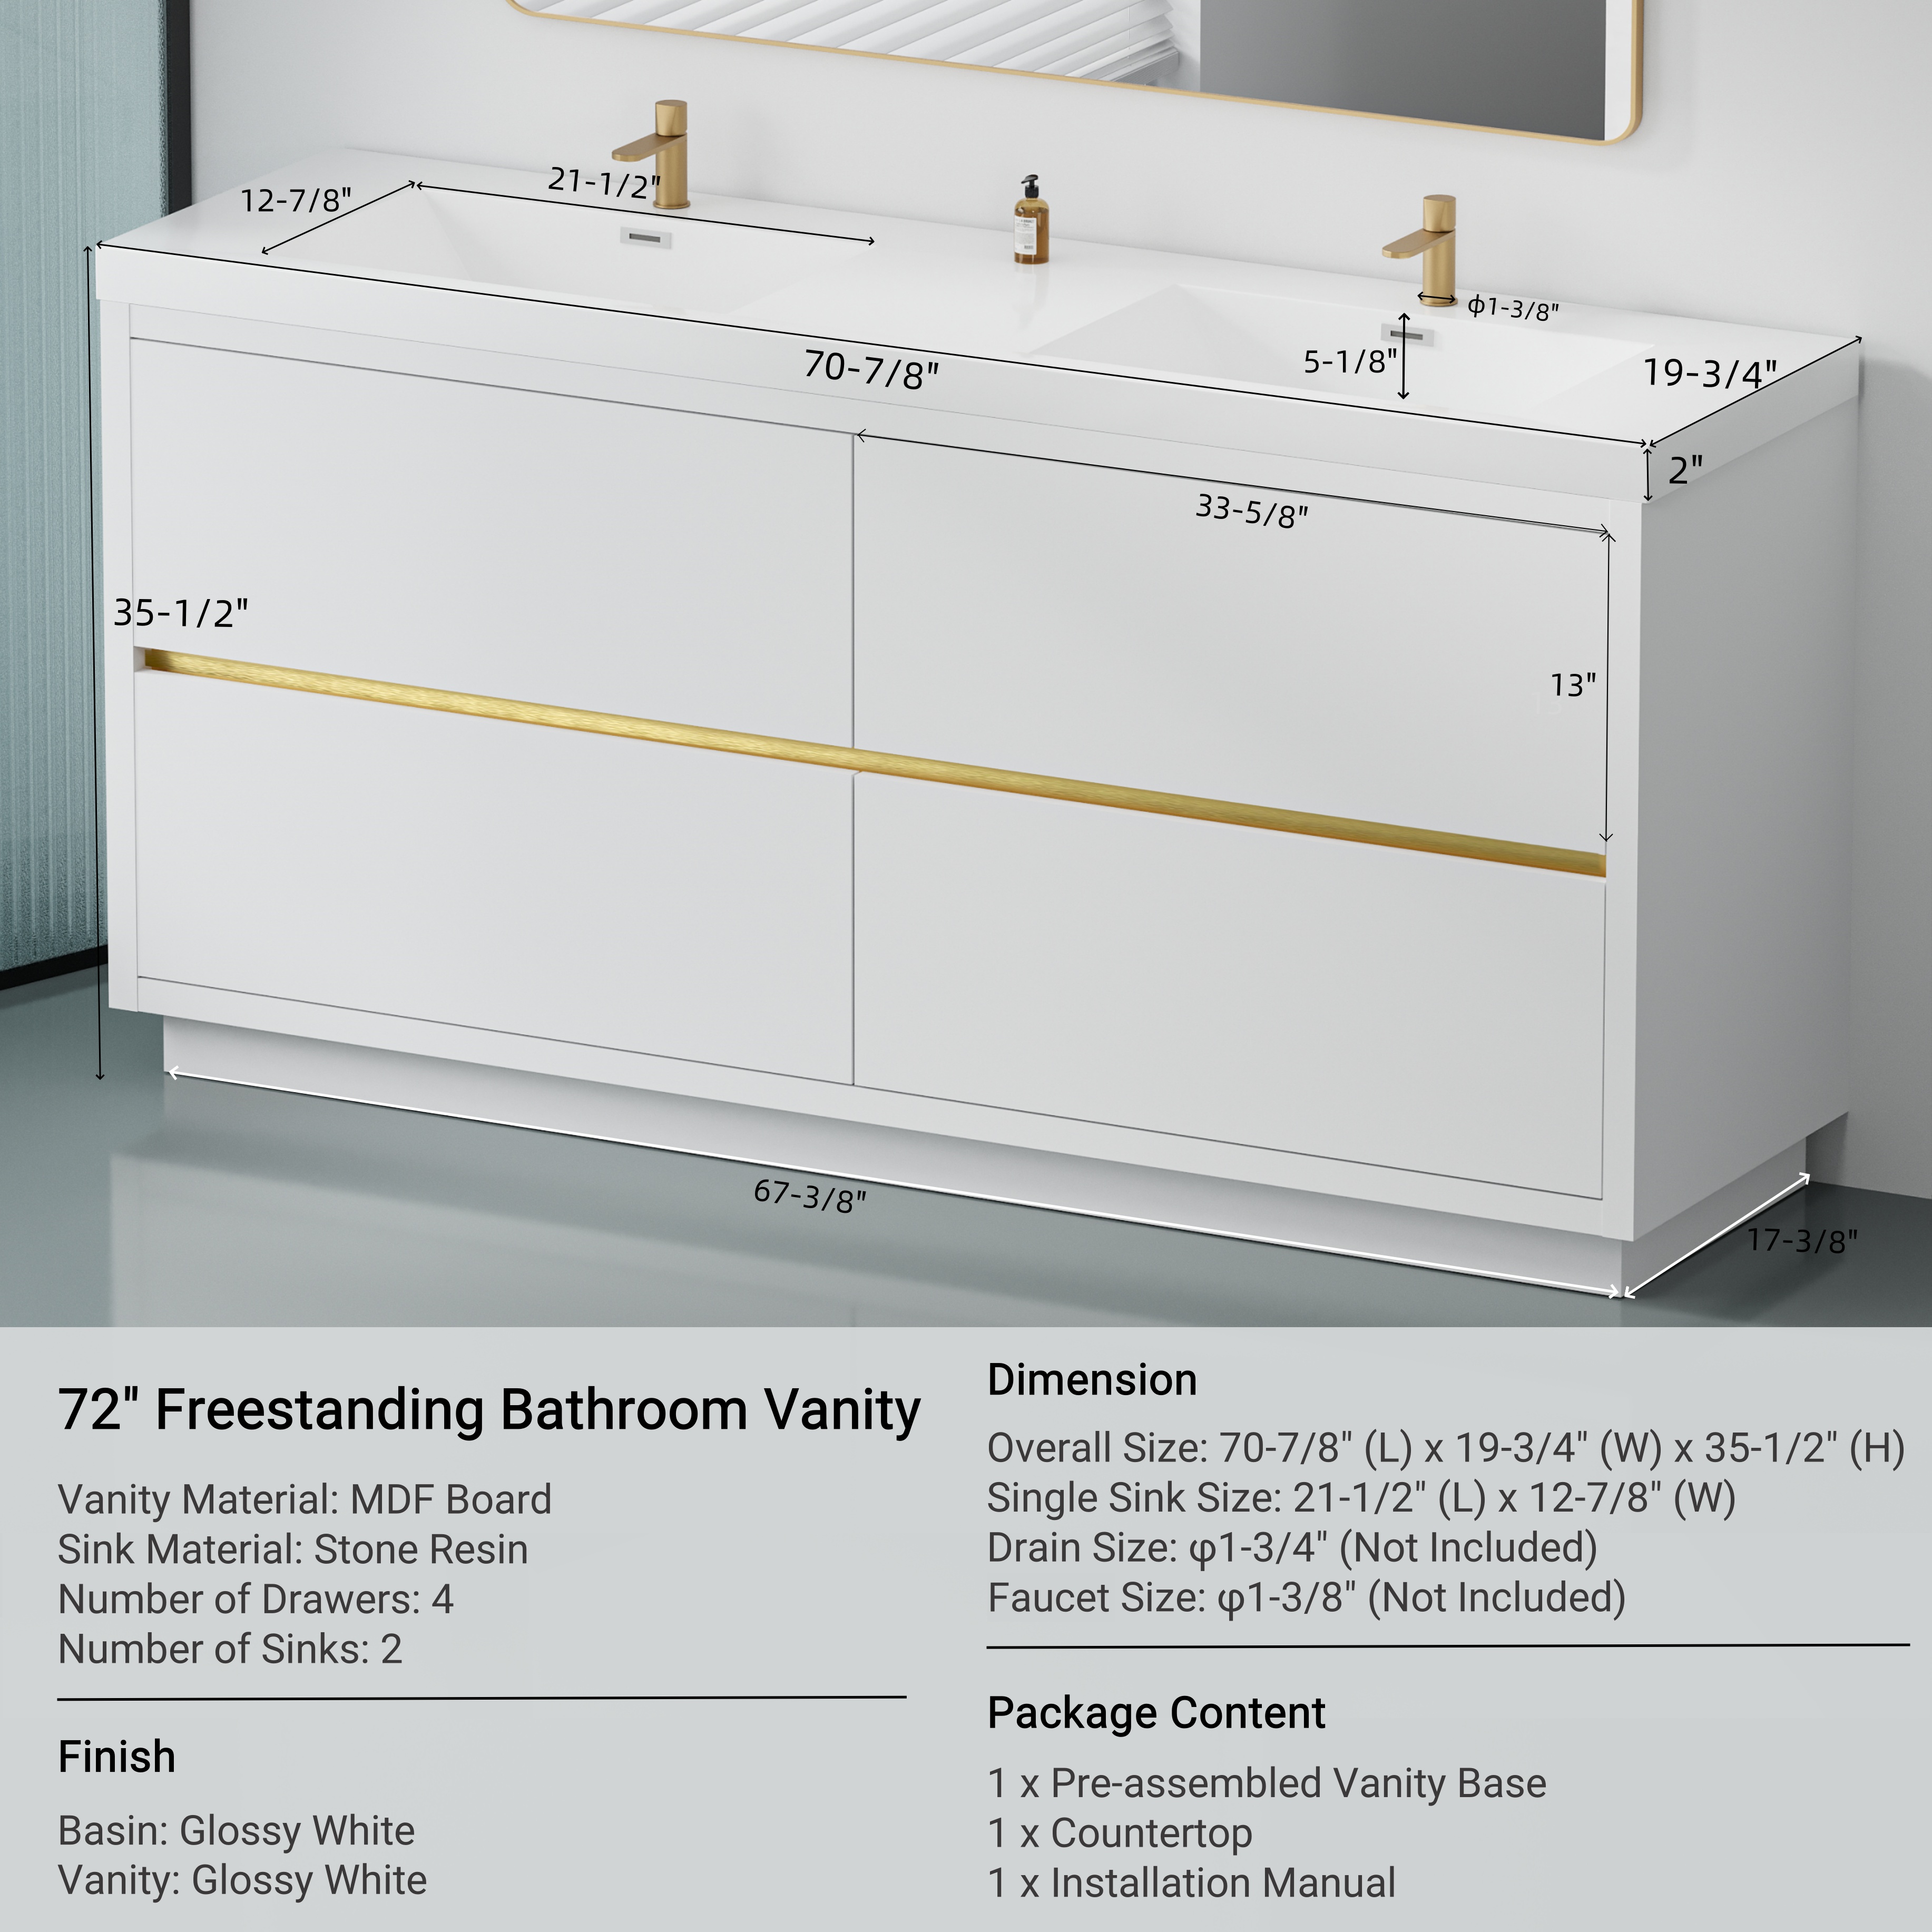 12-7/8"
21-1/2"
φ1-3/8"
5-1/8"
19-3/4"
70-7/8"
2"
33-5/8"
35-1/2"
13"
67-3/8"
17-3/8"
72" Freestanding Bathroom Vanity
Vanity Material: MDF Board
Sink Material: Stone Resin
Number of Drawers: 4
Number of Sinks: 2
Finish
Basin: Glossy White
Vanity: Glossy White
Dimension
Overall Size: 70-7/8" (L) x 19-3/4" (W) x 35-1/2" (H)
Single Sink Size: 21-1/2" (L) x 12-7/8" (W)
Drain Size: φ1-3/4" (Not Included)
Faucet Size: φ1-3/8" (Not Included)
Package Content
1 x Pre-assembled Vanity Base
1 x Countertop
1 x Installation Manual